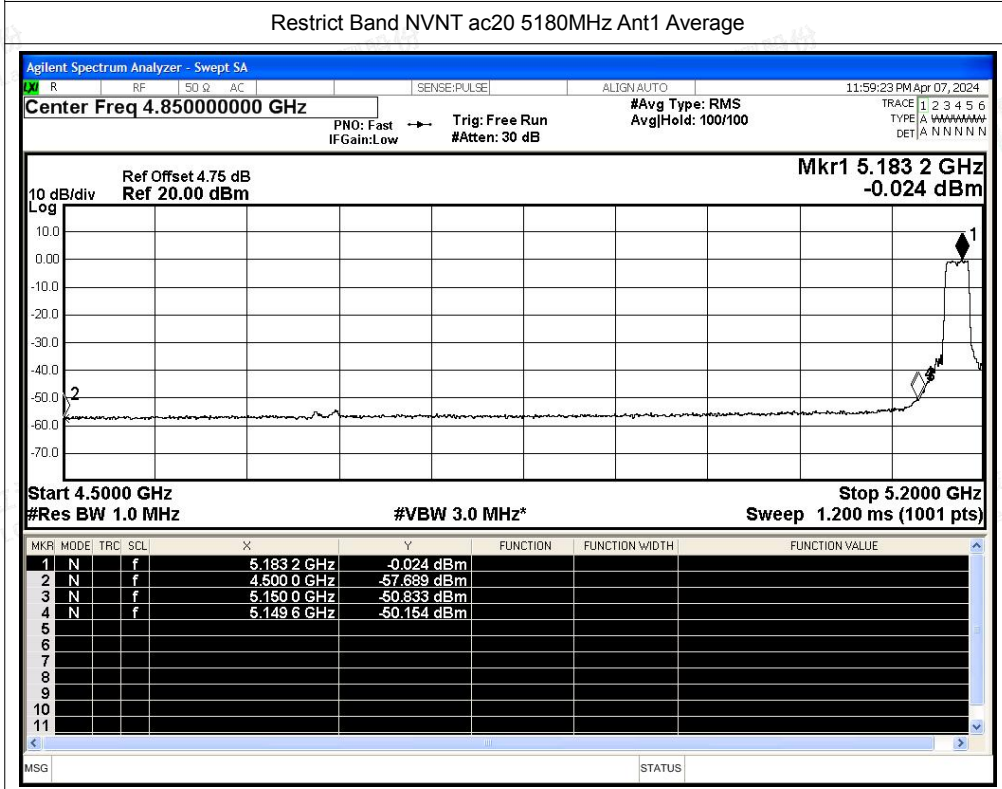 Restrict Band NVNT ac20 5180MHz Ant1 Average
Agilent Spectrum Analyzer - Swept SA
LXI R RF 50 Ω AC SENSE:PULSE ALIGN AUTO 11:59:23 PM Apr 07, 2024
Center Freq 4.850000000 GHz #Avg Type: RMS TRACE 1 2 3 4 5 6
PNO: Fast Trig: Free Run Avg|Hold: 100/100 TYPE A WWWWW
IFGain:Low #Atten: 30 dB DET A N N N N N
Mkr1 5.183 2 GHz
Ref Offset 4.75 dB
10 dB/div Ref 20.00 dBm -0.024 dBm
Log
10.0
1
0.00
-10.0
-20.0
-30.0
-40.0
-50.0
2
-60.0
-70.0
Start 4.5000 GHz Stop 5.2000 GHz
#Res BW 1.0 MHz #VBW 3.0 MHz* Sweep 1.200 ms (1001 pts)
MKR MODE TRC SCL X Y FUNCTION FUNCTION WIDTH FUNCTION VALUE
1 N f 5.183 2 GHz -0.024 dBm
2 N f 4.500 0 GHz -57.689 dBm
3 N f 5.150 0 GHz -50.833 dBm
4 N f 5.149 6 GHz -50.154 dBm
5
6
7
8
9
10
11
MSG STATUS